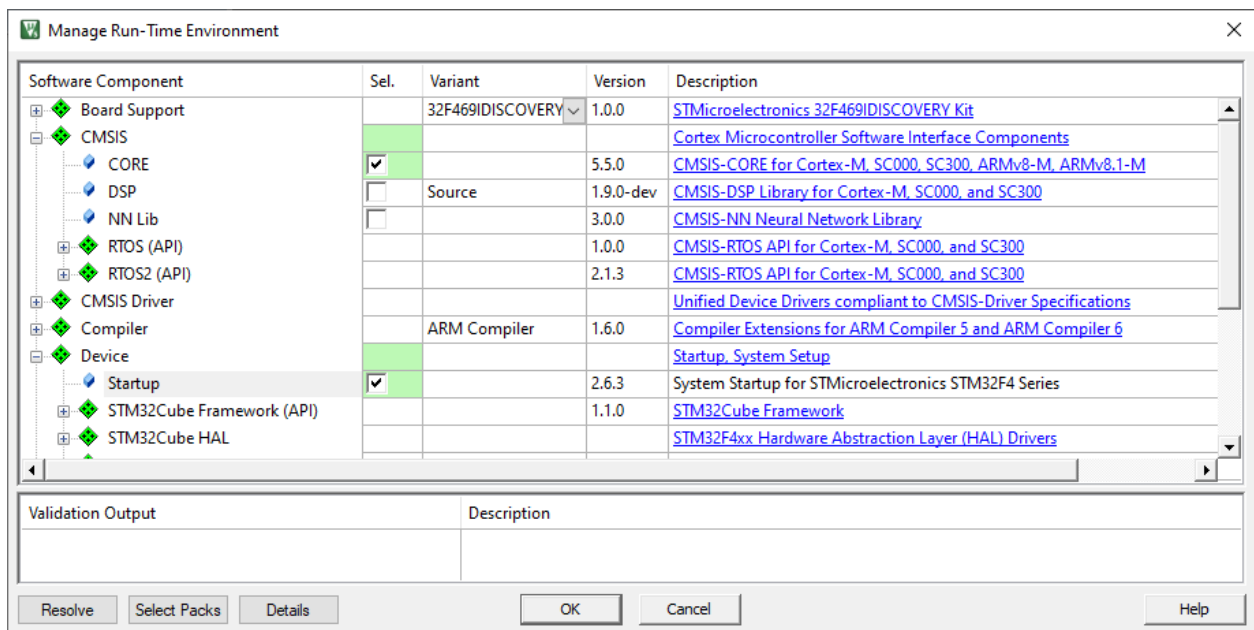 Manage Run-Time Environment
Software Component Sel. Variant Version Description
Board Support 32F469IDISCOVERY 1.0.0 STMicroelectronics 32F469IDISCOVERY Kit
CMSIS Cortex Microcontroller Software Interface Components
CORE 5.5.0 CMSIS-CORE for Cortex-M, SC000, SC300, ARMv8-M, ARMv8.1-M
DSP Source 1.9.0-dev CMSIS-DSP Library for Cortex-M, SC000, and SC300
NN Lib 3.0.0 CMSIS-NN Neural Network Library
RTOS (API) 1.0.0 CMSIS-RTOS API for Cortex-M, SC000, and SC300
RTOS2 (API) 2.1.3 CMSIS-RTOS API for Cortex-M, SC000, and SC300
CMSIS Driver Unified Device Drivers compliant to CMSIS-Driver Specifications
Compiler ARM Compiler 1.6.0 Compiler Extensions for ARM Compiler 5 and ARM Compiler 6
Device Startup, System Setup
Startup 2.6.3 System Startup for STMicroelectronics STM32F4 Series
STM32Cube Framework (API) 1.1.0 STM32Cube Framework
STM32Cube HAL STM32F4xx Hardware Abstraction Layer (HAL) Drivers
Validation Output Description
Resolve Select Packs Details OK Cancel Help